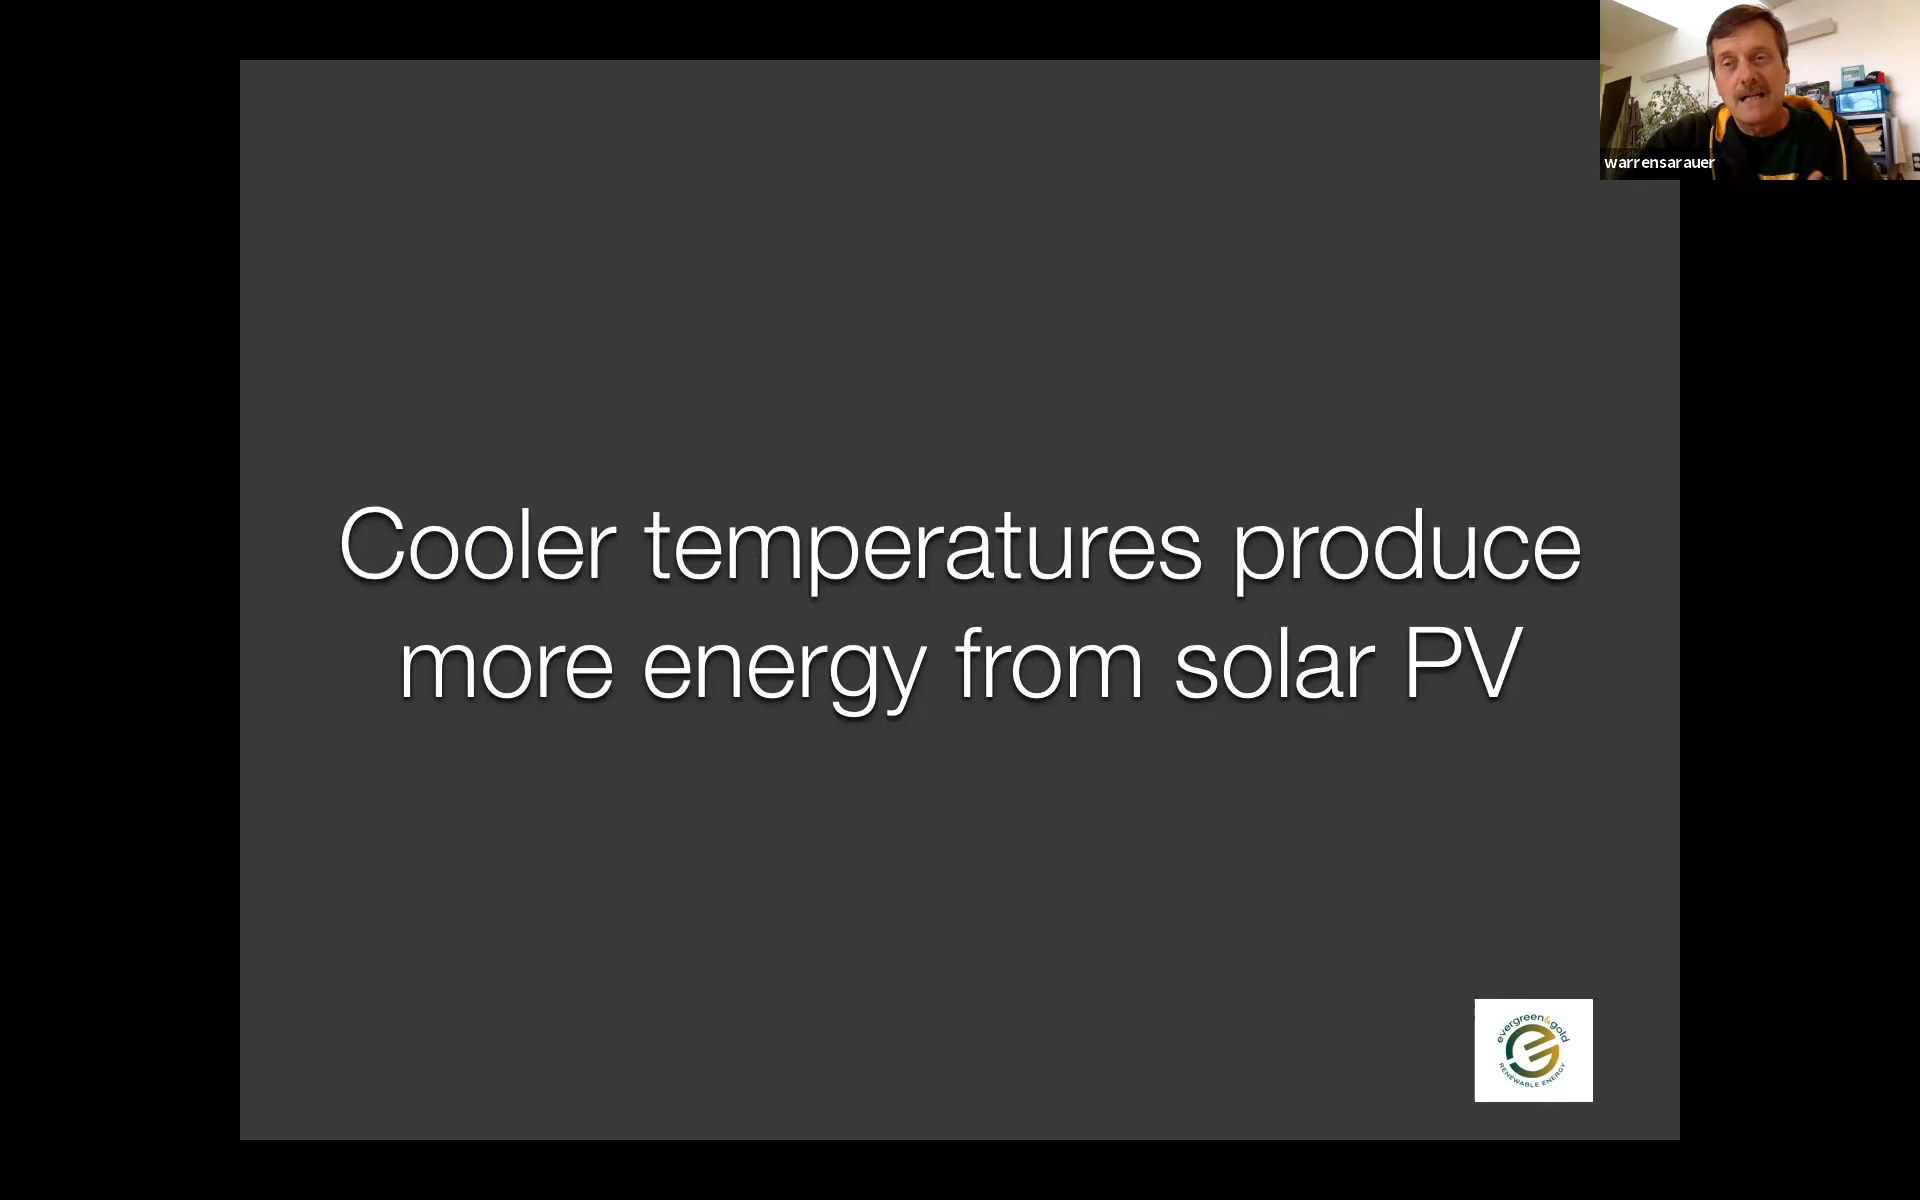 warrensarauer
Cooler temperatures produce
more energy from solar PV
evergreen&gold
RENEWABLE ENERGY